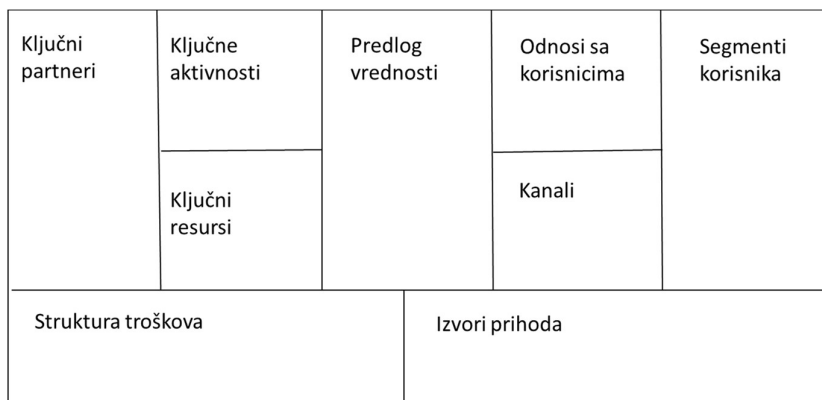 Ključni
partneri
Ključne
aktivnosti
Ključni
resursi
Predlog
vrednosti
Odnosi sa
korisnicima
Kanali
Segmenti
korisnika
Struktura troškova
Izvori prihoda